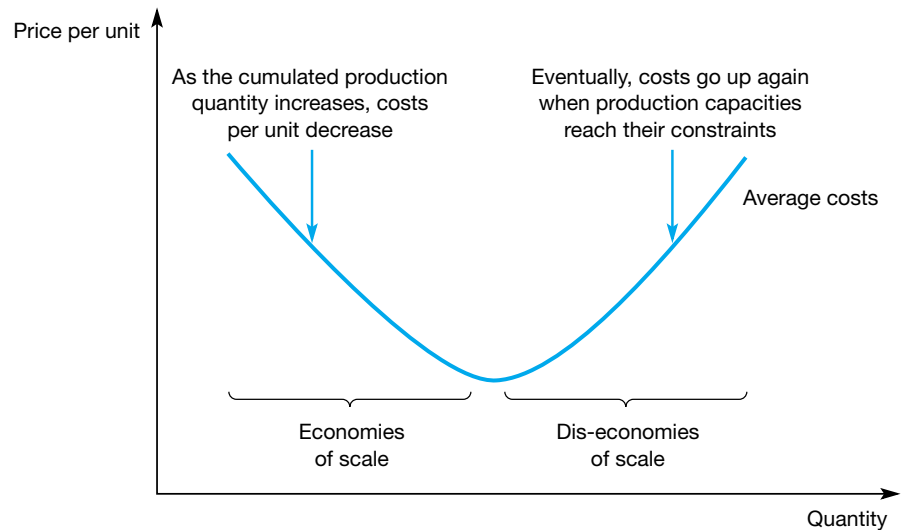 Price per unit
As the cumulated production
quantity increases, costs
per unit decrease
Eventually, costs go up again
when production capacities
reach their constraints
Average costs
Economies
of scale
Dis-economies
of scale
Quantity